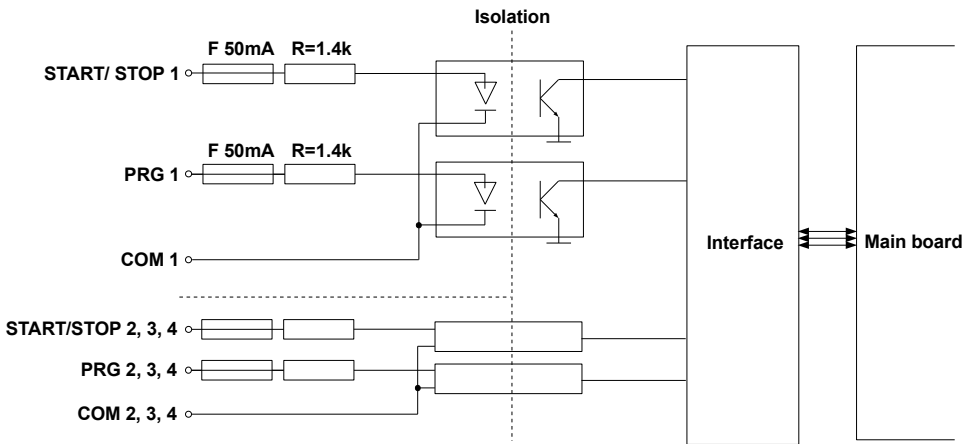 Isolation
F 50mA R=1.4k
START/ STOP 1
F 50mA R=1.4k
PRG 1
COM 1
Interface
Main board
START/STOP 2, 3, 4
PRG 2, 3, 4
COM 2, 3, 4